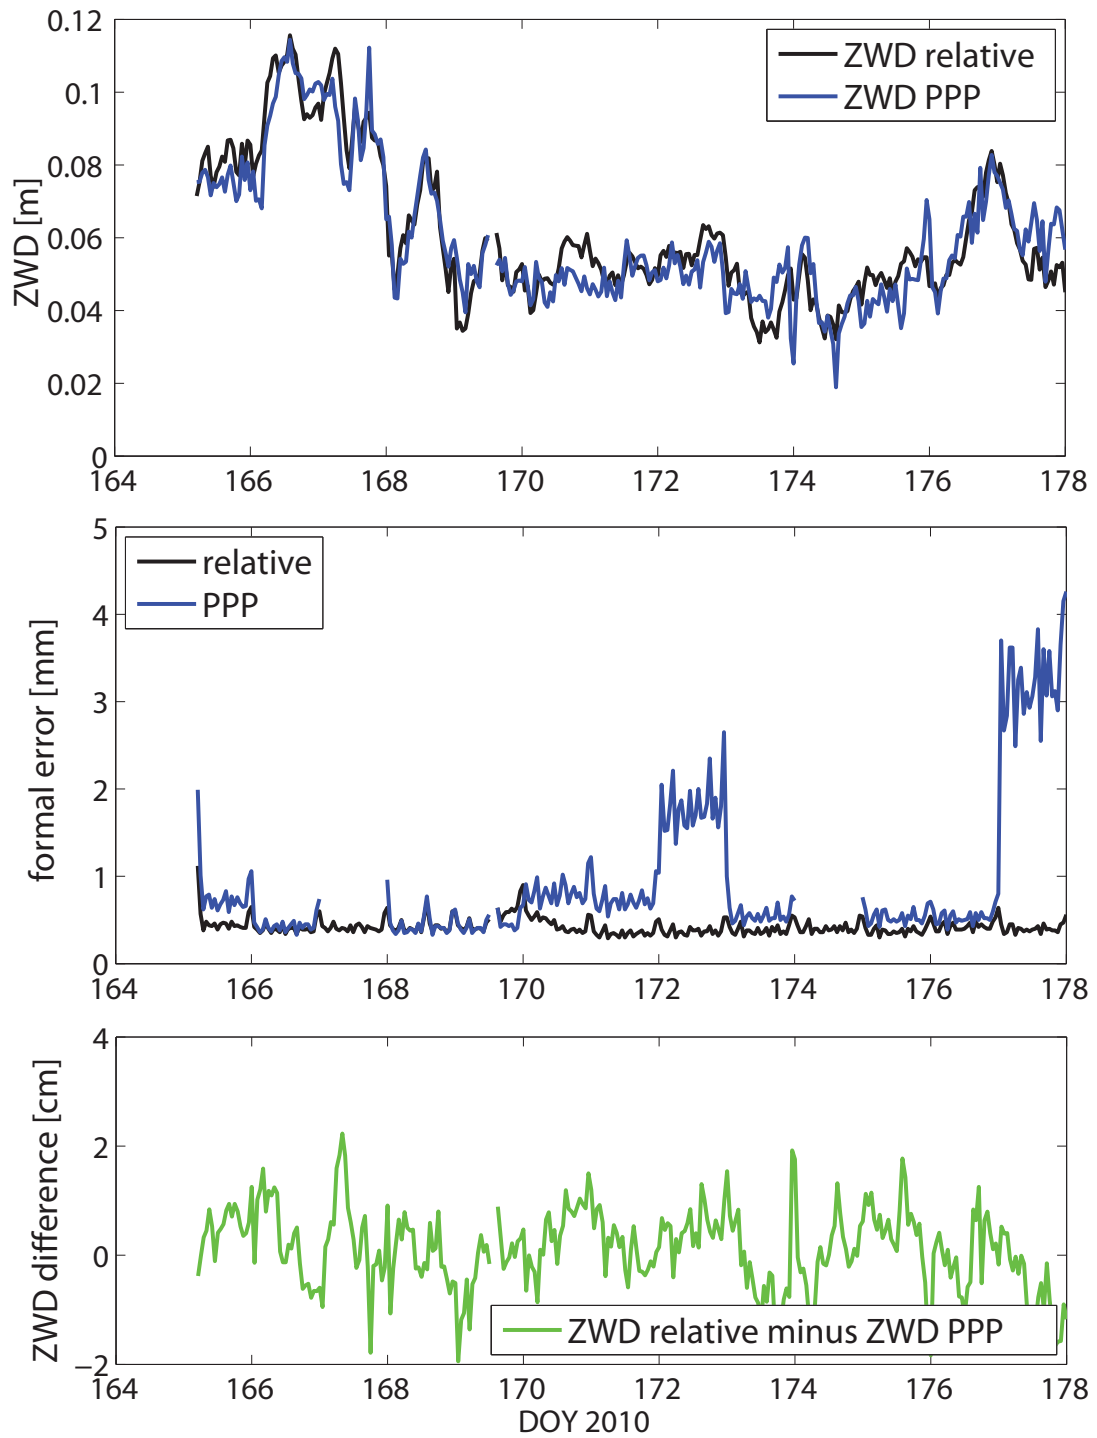 0.12
0.1
0.08
0.06
0.04
0.02
0
ZWD [m]
ZWD relative
ZWD PPP
164 166 168 170 172 174 176 178
5
4
3
2
1
0
formal error [mm]
relative
PPP
164 166 168 170 172 174 176 178
4
2
0
−2
ZWD difference [cm]
ZWD relative minus ZWD PPP
164 166 168 170 172 174 176 178
DOY 2010